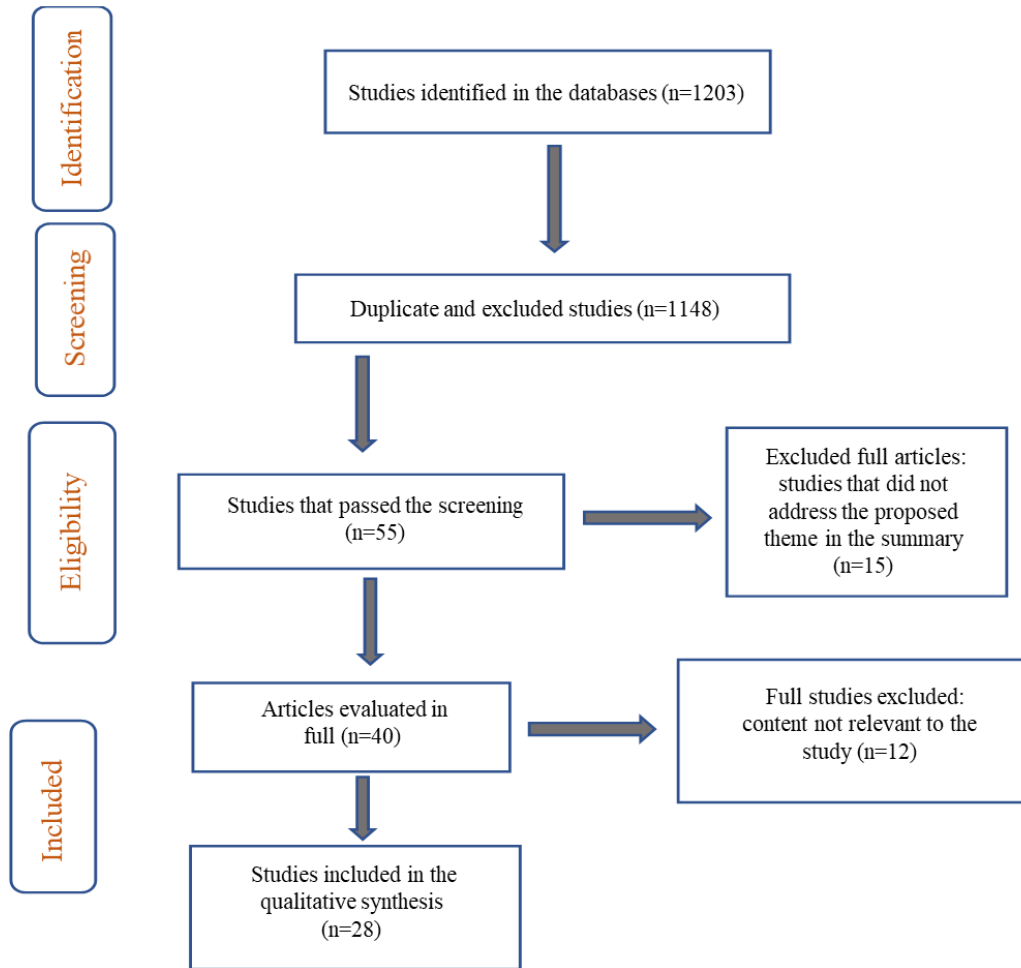 Identification
Studies identified in the databases (n=1203)
Screening
Duplicate and excluded studies (n=1148)
Eligibility
Studies that passed the screening
(n=55)
Excluded full articles:
studies that did not
address the proposed
theme in the summary
(n=15)
Included
Articles evaluated in
full (n=40)
Full studies excluded:
content not relevant to the
study (n=12)
Studies included in the
qualitative synthesis
(n=28)